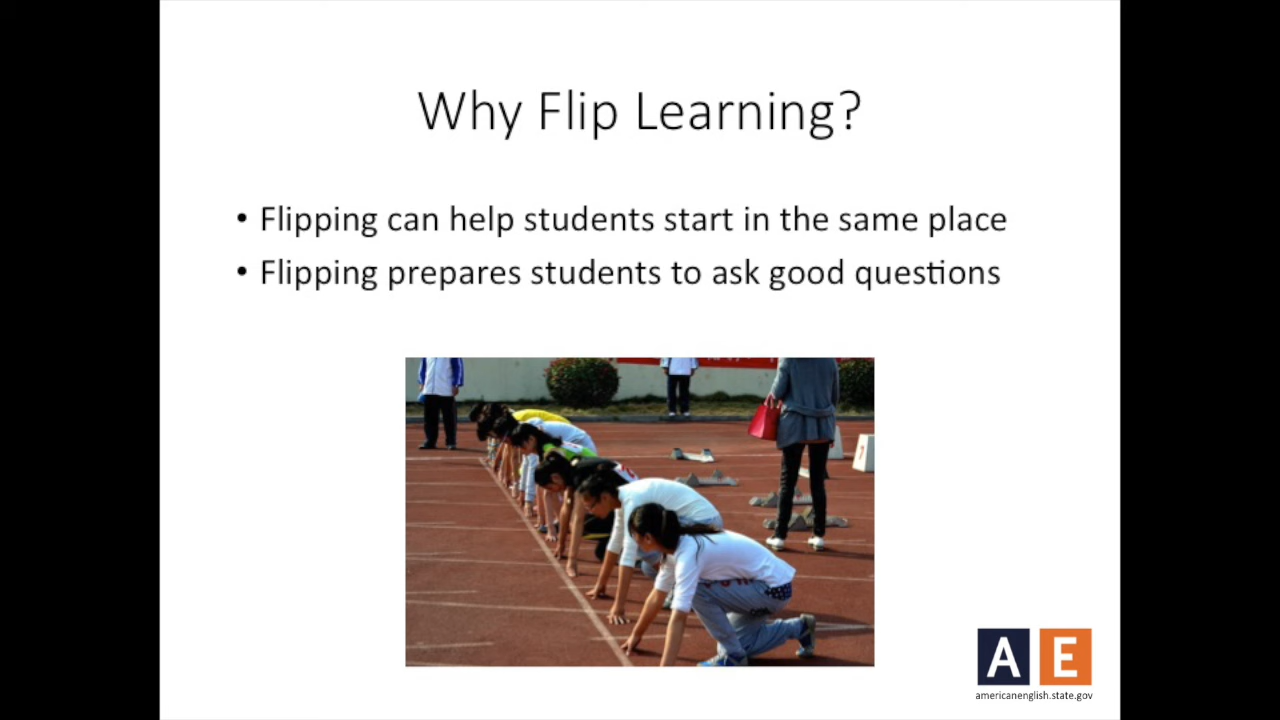 Why Flip Learning?
• Flipping can help students start in the same place
• Flipping prepares students to ask good questions
7
A E
americanenglish.state.gov